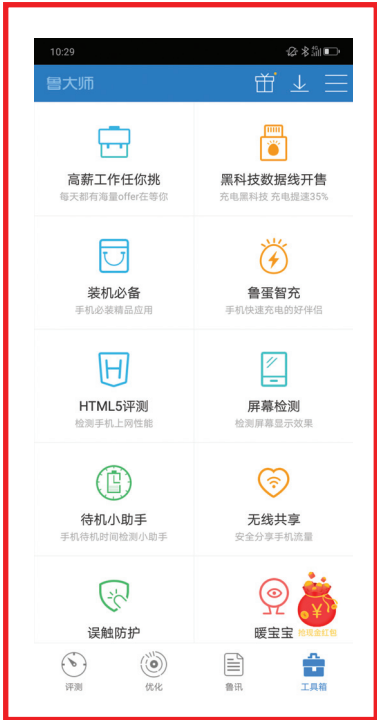 10:29
鲁大师
高薪工作任你挑
黑科技数据线开售
每天都有海量offer在等你
充电黑科技 充电提速35%
装机必备
鲁蛋智充
手机必装精品应用
手机快速充电的好伴侣
HTML5评测
屏幕检测
检测手机上网性能
检测屏幕显示效果
待机小助手
无线共享
手机待机时间检测小助手
安全分享手机流量
误触防护
暖宝宝
抢现金红包
评测
优化
鲁讯
工具箱